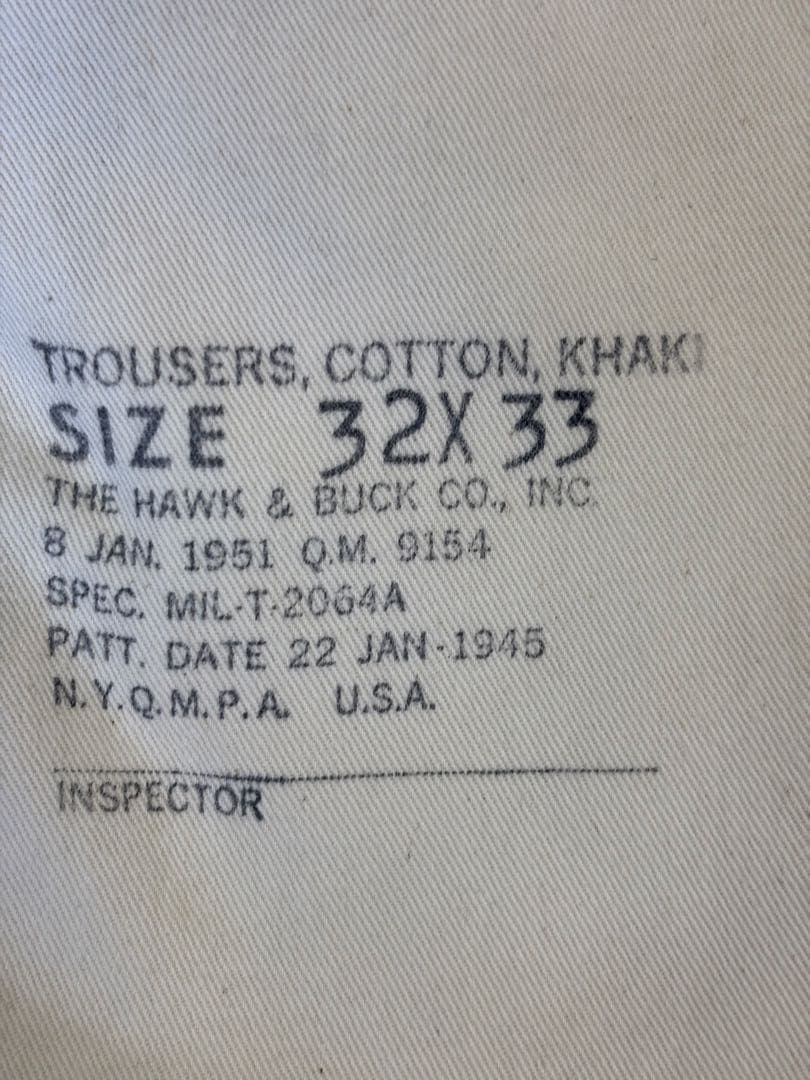 TROUSERS, COTTON, KHAKI
SIZE 32X33
THE HAWK & BUCK CO., INC.
8 JAN. 1951 Q.M. 9154
SPEC. MIL-T-2064A
PATT. DATE 22 JAN-1945
N.Y.Q.M.P.A. U.S.A.
INSPECTOR